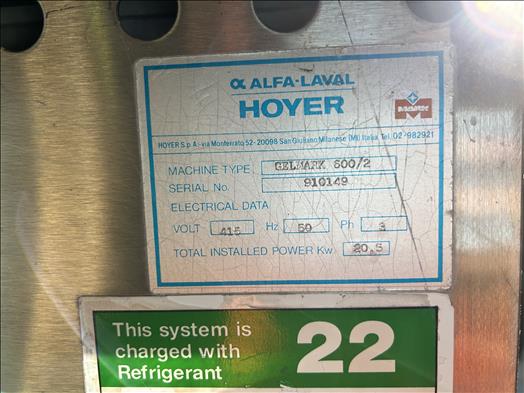 α ALFA-LAVAL
HOYER
HOYER S.p.A.-via Monferrato 52-20098 San Giuliano Milanese (Mi) Italia Tel. 02-982921
MACHINE TYPE GELMARK 600/2
SERIAL No. 910149
ELECTRICAL DATA
VOLT 415 Hz 50 Ph 3
TOTAL INSTALLED POWER Kw 20,5
This system is
charged with
Refrigerant
22